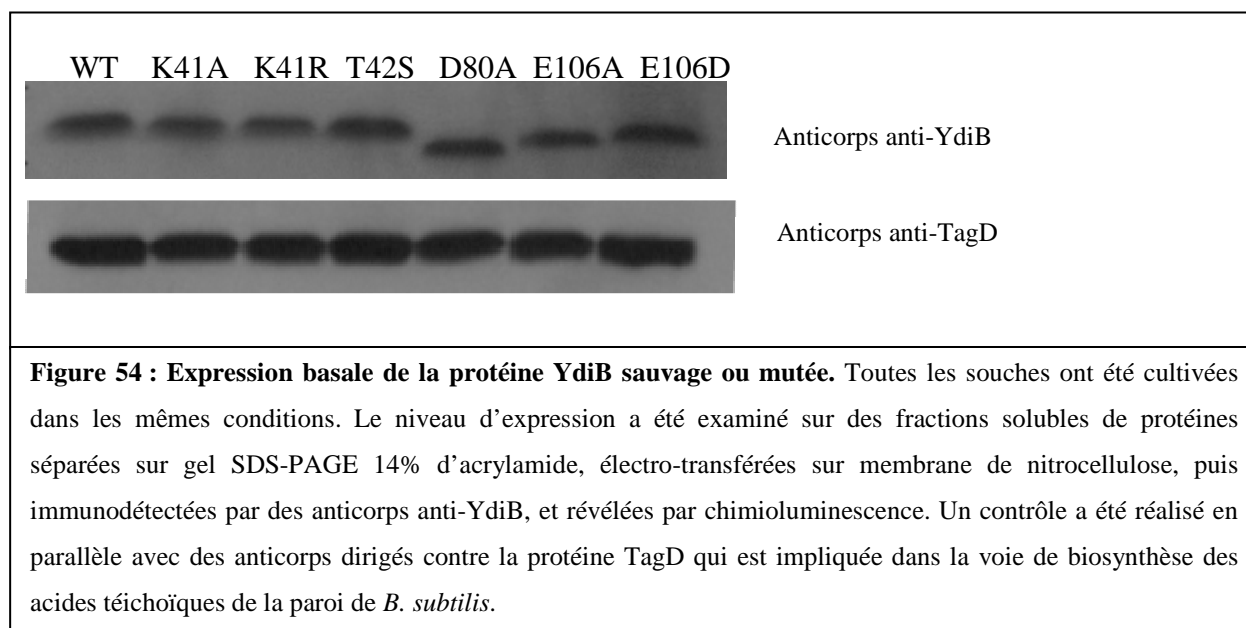 WT K41A K41R T42S D80A E106A E106D
Anticorps anti-YdiB
Anticorps anti-TagD
Figure 54 : Expression basale de la protéine YdiB sauvage ou mutée. Toutes les souches ont été cultivées
dans les mêmes conditions. Le niveau d’expression a été examiné sur des fractions solubles de protéines
séparées sur gel SDS-PAGE 14% d’acrylamide, électro-transférées sur membrane de nitrocellulose, puis
immunodétectées par des anticorps anti-YdiB, et révélées par chimioluminescence. Un contrôle a été réalisé en
parallèle avec des anticorps dirigés contre la protéine TagD qui est impliquée dans la voie de biosynthèse des
acides téichoïques de la paroi de B. subtilis.